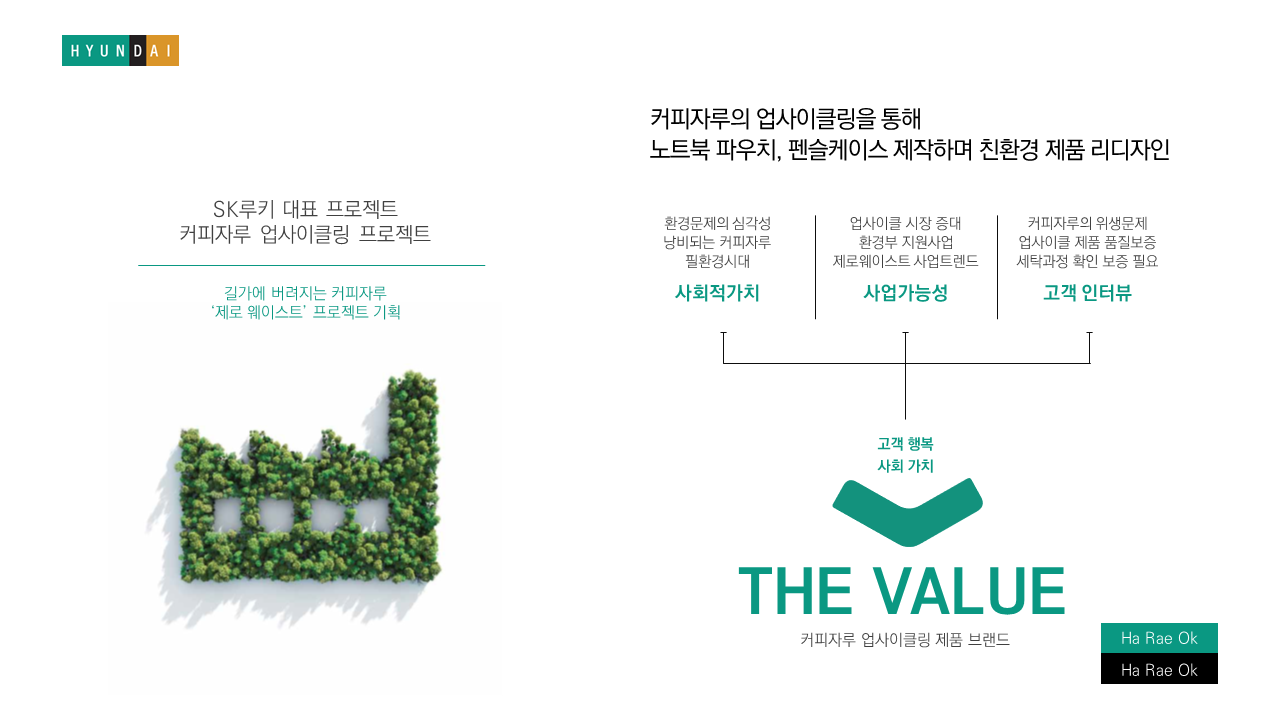 HYUNDAI
SK루키 대표 프로젝트
커피자루 업사이클링 프로젝트
길가에 버려지는 커피자루
‘제로 웨이스트’ 프로젝트 기획
커피자루의 업사이클링을 통해
노트북 파우치, 펜슬케이스 제작하며 친환경 제품 리디자인
환경문제의 심각성
낭비되는 커피자루
필환경시대
사회적가치
업사이클 시장 증대
환경부 지원사업
제로웨이스트 사업트렌드
사업가능성
커피자루의 위생문제
업사이클 제품 품질보증
세탁과정 확인 보증 필요
고객 인터뷰
고객 행복
사회 가치
THE VALUE
커피자루 업사이클링 제품 브랜드
Ha Rae Ok
Ha Rae Ok